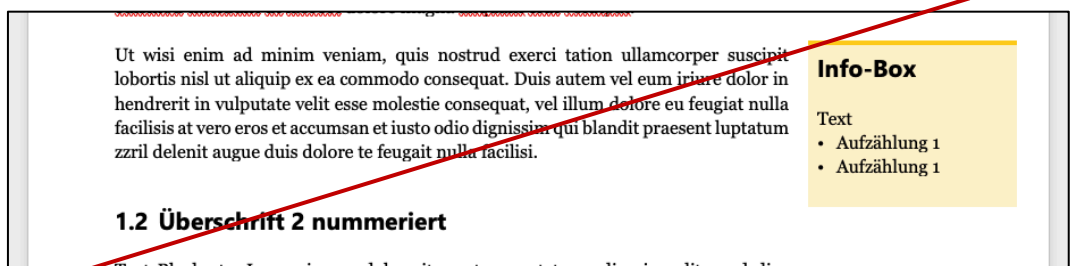 Ut wisi enim ad minim veniam, quis nostrud exerci tation ullamcorper suscipit
lobortis nisl ut aliquip ex ea commodo consequat. Duis autem vel eum iriure dolor in
hendrerit in vulputate velit esse molestie consequat, vel illum dolore eu feugiat nulla
facilisis at vero eros et accumsan et iusto odio dignissim qui blandit praesent luptatum
zzril delenit augue duis dolore te feugait nulla facilisi.
Info-Box
Text
• Aufzählung 1
• Aufzählung 1
1.2 Überschrift 2 nummeriert